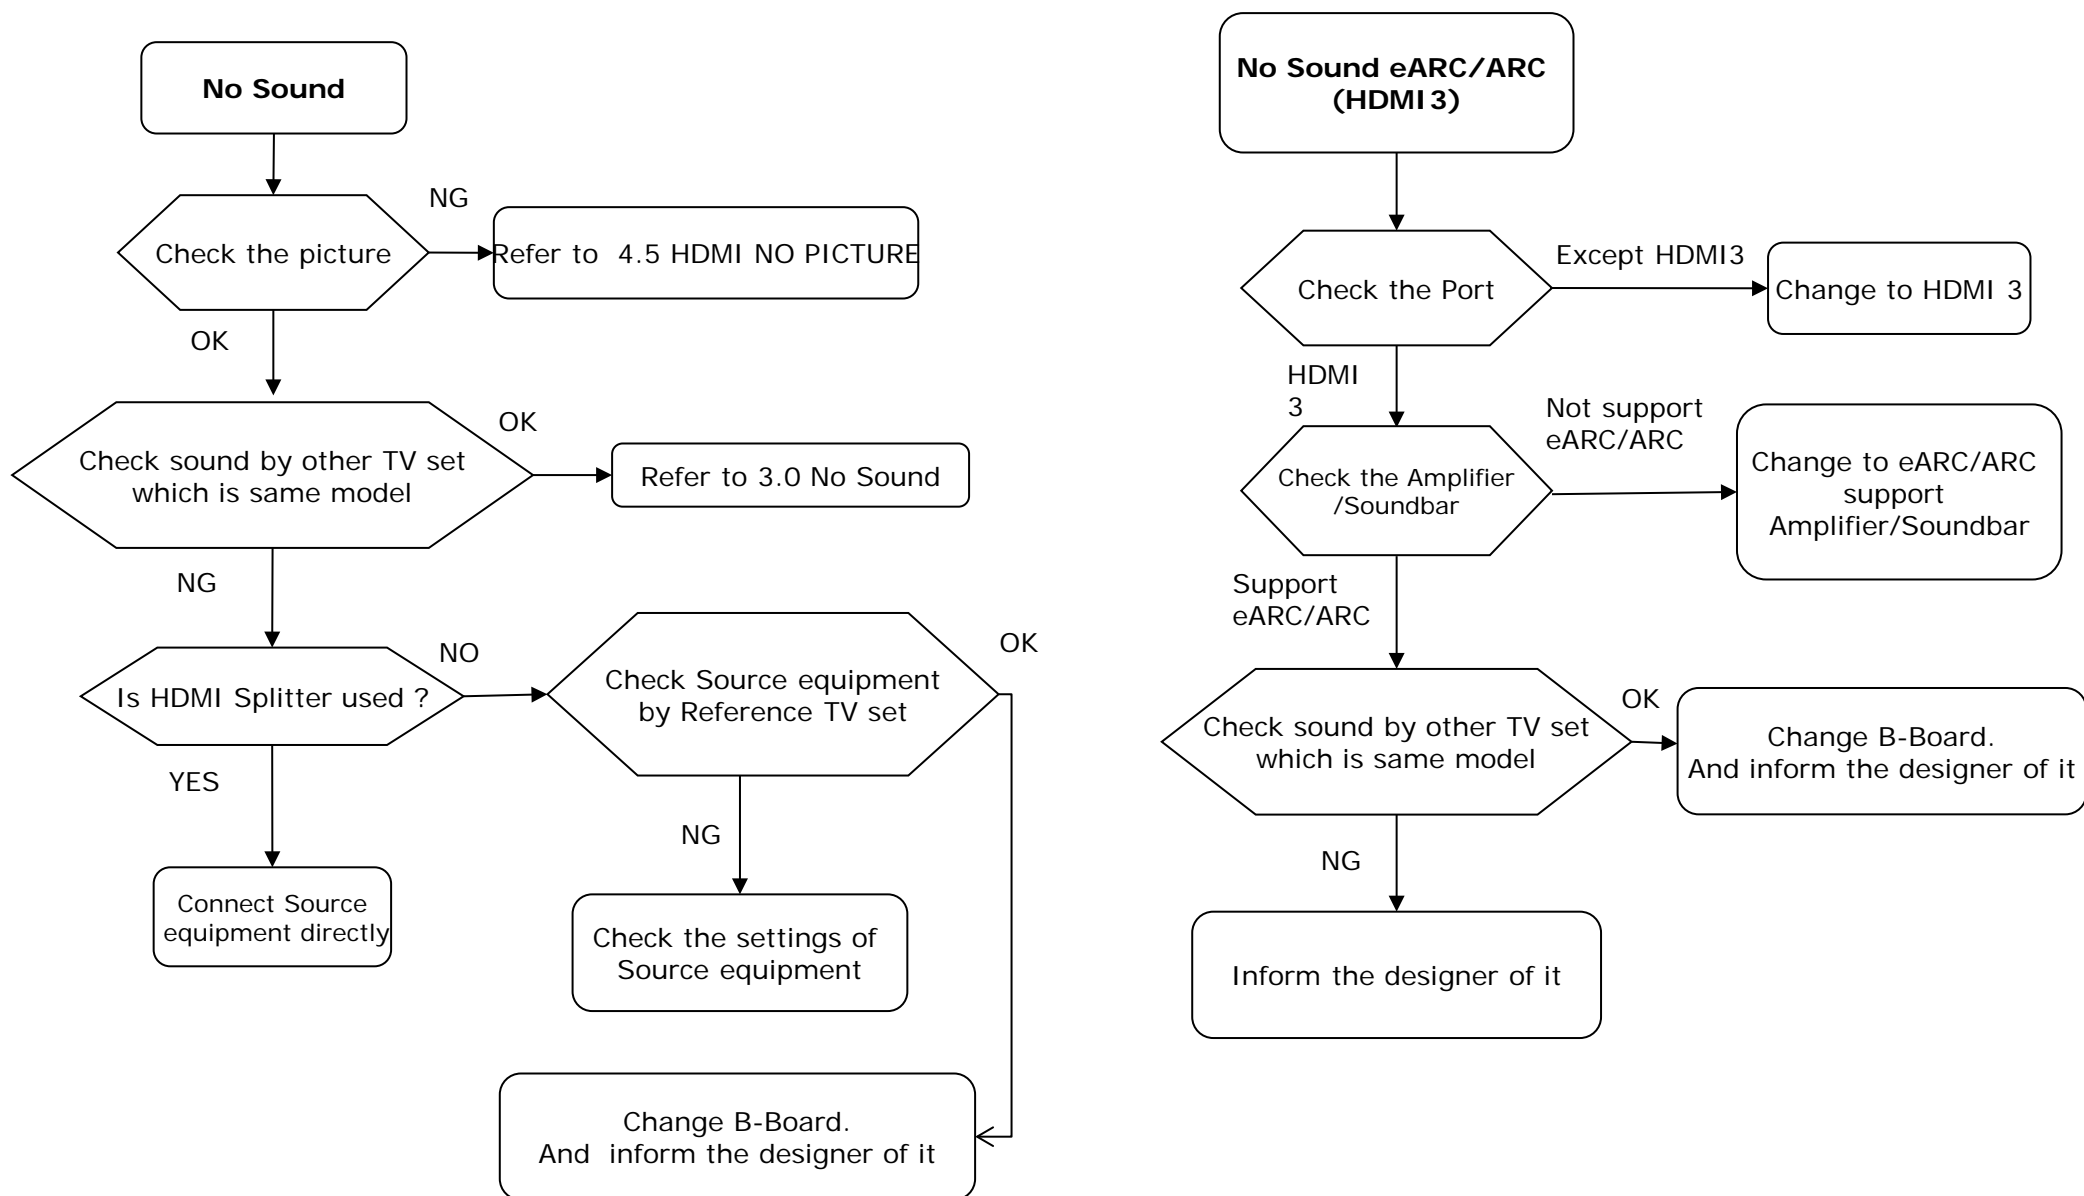 No Sound
Check the picture
NG
Refer to  4.5 HDMI NO PICTURE
OK
Check sound by other TV set
which is same model
OK
Refer to 3.0 No Sound
NG
Is HDMI Splitter used ?
NO
Check Source equipment
by Reference TV set
OK
YES
NG
Connect Source
equipment directly
Check the settings of
Source equipment
Change B-Board.
And  inform the designer of it
No Sound eARC/ARC
(HDMI3)
Check the Port
Except HDMI3
Change to HDMI 3
HDMI
3
Check the Amplifier
/Soundbar
Not support
eARC/ARC
Change to eARC/ARC
support
Amplifier/Soundbar
Support
eARC/ARC
Check sound by other TV set
which is same model
OK
Change B-Board.
And inform the designer of it
NG
Inform the designer of it